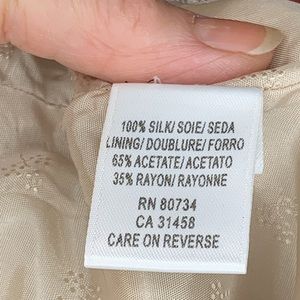 100% SILK/ SOIE/ SEDA
LINING/ DOUBLURE/ FORRO
65% ACETATE/ ACETATO
35% RAYON/ RAYONNE
RN 80734
CA 31458
CARE ON REVERSE